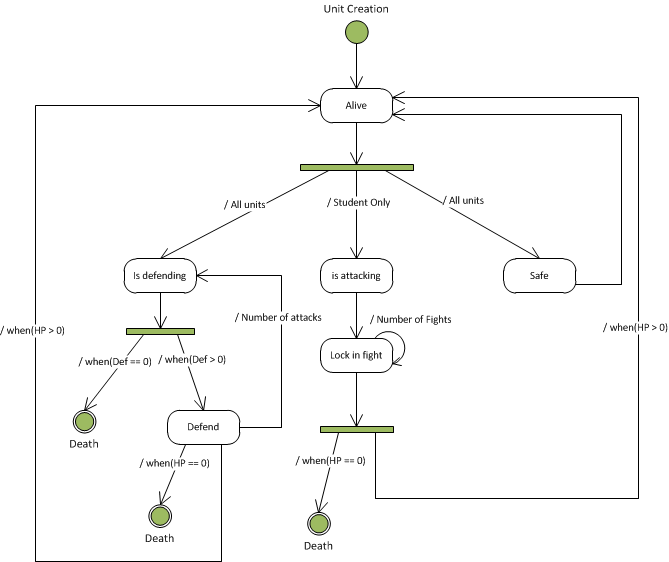 Unit Creation
Alive
/ All units
/ Student Only
/ All units
Is defending
is attacking
Safe
/ Number of attacks
/ Number of Fights
/ when(HP > 0)
/ when(HP > 0)
/ when(Def == 0)
/ when(Def > 0)
Lock in fight
Death
Defend
/ when(HP == 0)
/ when(HP == 0)
Death
Death